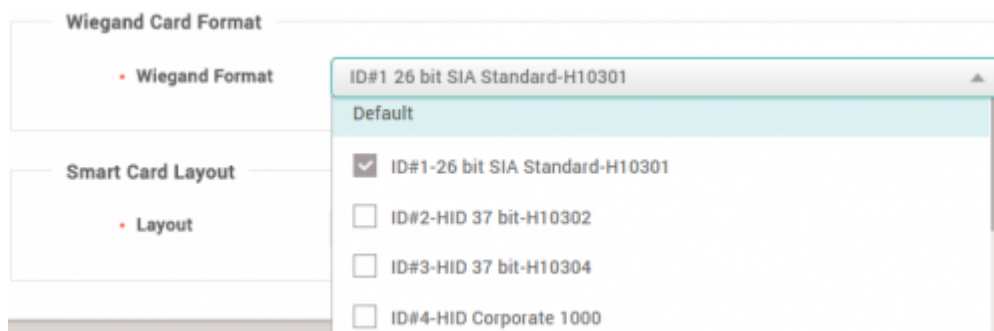 Wiegand Card Format
• Wiegand Format
ID#1 26 bit SIA Standard-H10301
Default
ID#1-26 bit SIA Standard-H10301
Smart Card Layout
ID#2-HID 37 bit-H10302
• Layout
ID#3-HID 37 bit-H10304
ID#4-HID Corporate 1000